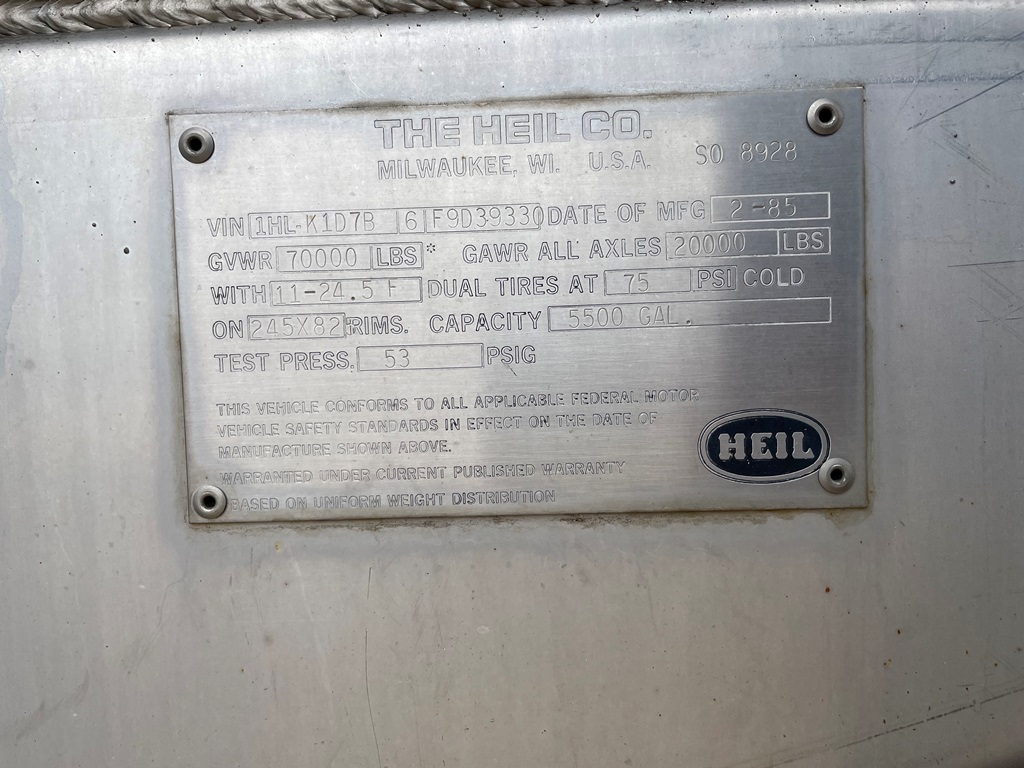 THE HEIL CO.
MILWAUKEE, WI. U.S.A. SO 8928
VIN 1HL-K1D7B 6 F9D39330 DATE OF MFG 2-85
GVWR 70000 LBS * GAWR ALL AXLES 20000 LBS
WITH 11-24.5 F DUAL TIRES AT 75 PSI COLD
ON 245X82 RIMS. CAPACITY 5500 GAL.
TEST PRESS. 53 PSIG
THIS VEHICLE CONFORMS TO ALL APPLICABLE FEDERAL MOTOR
VEHICLE SAFETY STANDARDS IN EFFECT ON THE DATE OF
MANUFACTURE SHOWN ABOVE.
WARRANTED UNDER CURRENT PUBLISHED WARRANTY
BASED ON UNIFORM WEIGHT DISTRIBUTION
HEIL